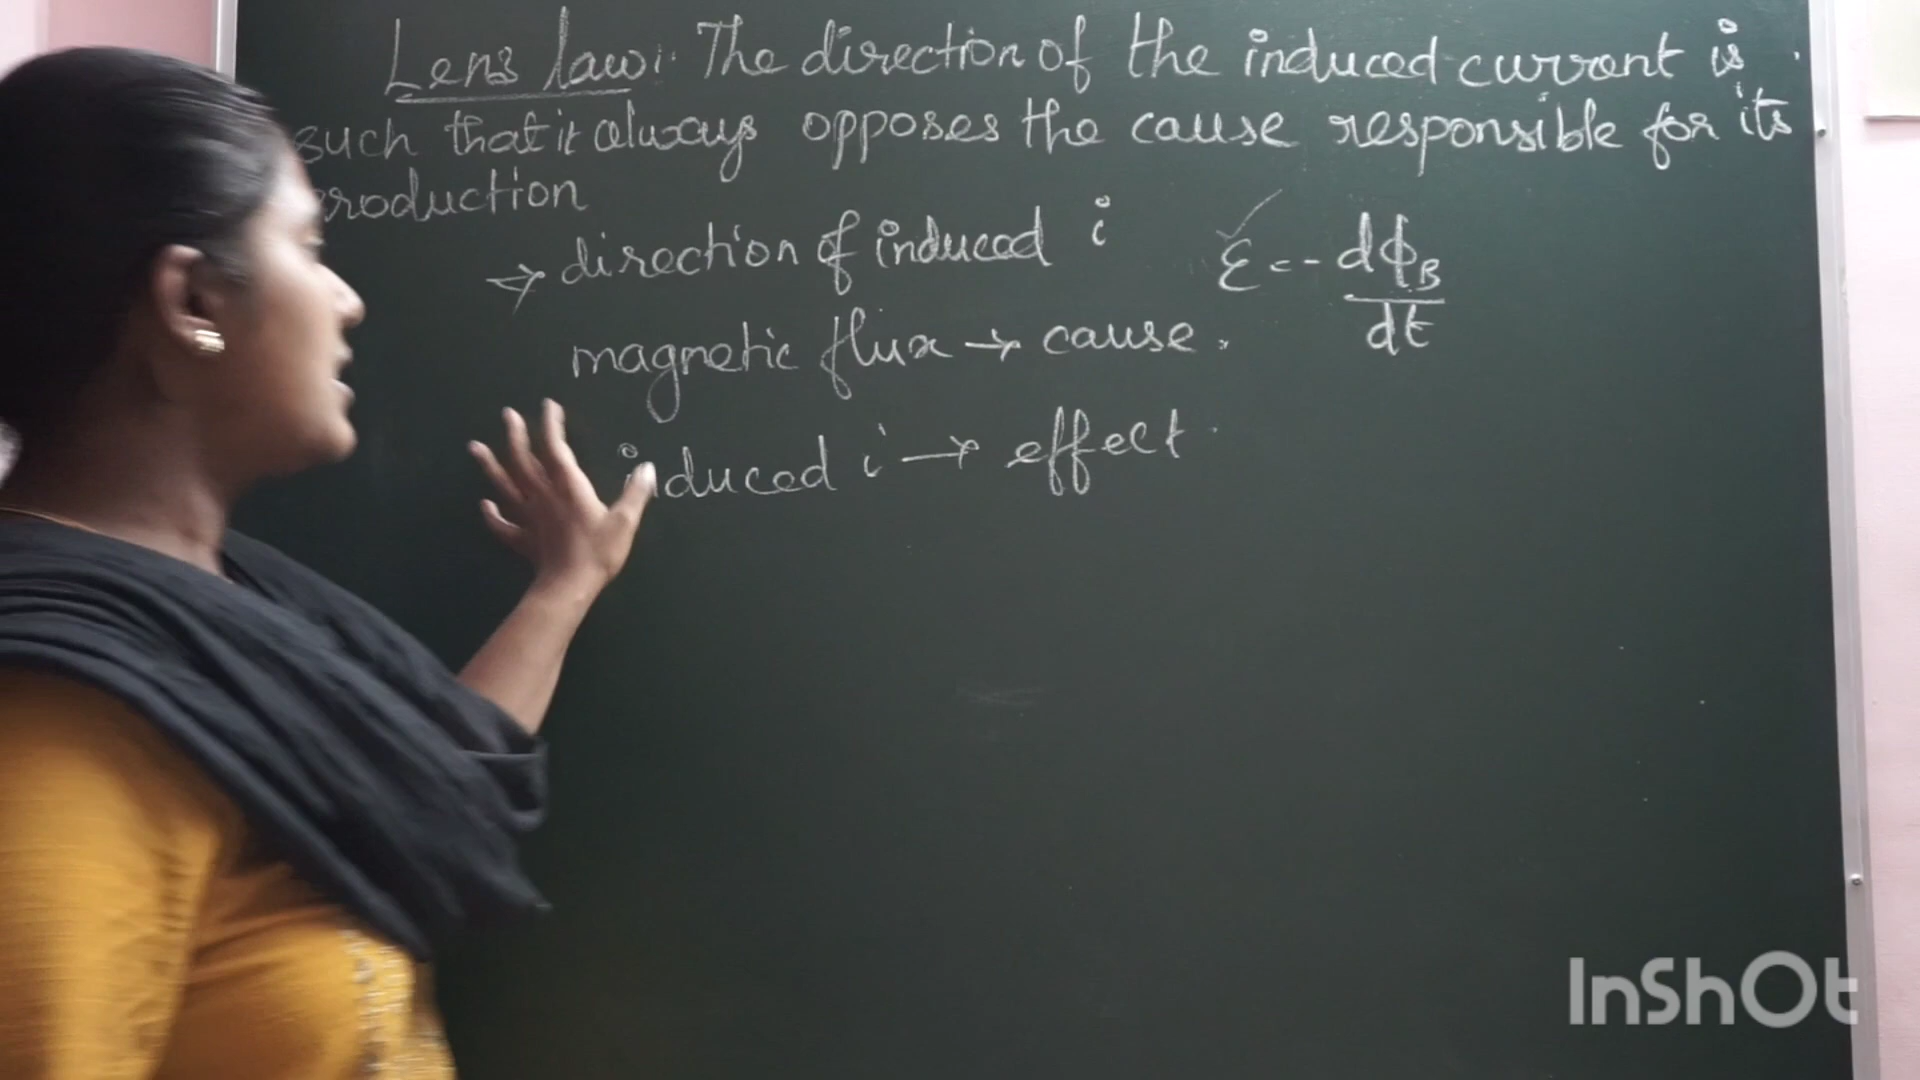 Lens law: The direction of the induced current is
such that it always opposes the cause responsible for its
production
→ direction of induced i
ε = - dϕB
dt
magnetic flux → cause.
induced i → effect.
InShOt